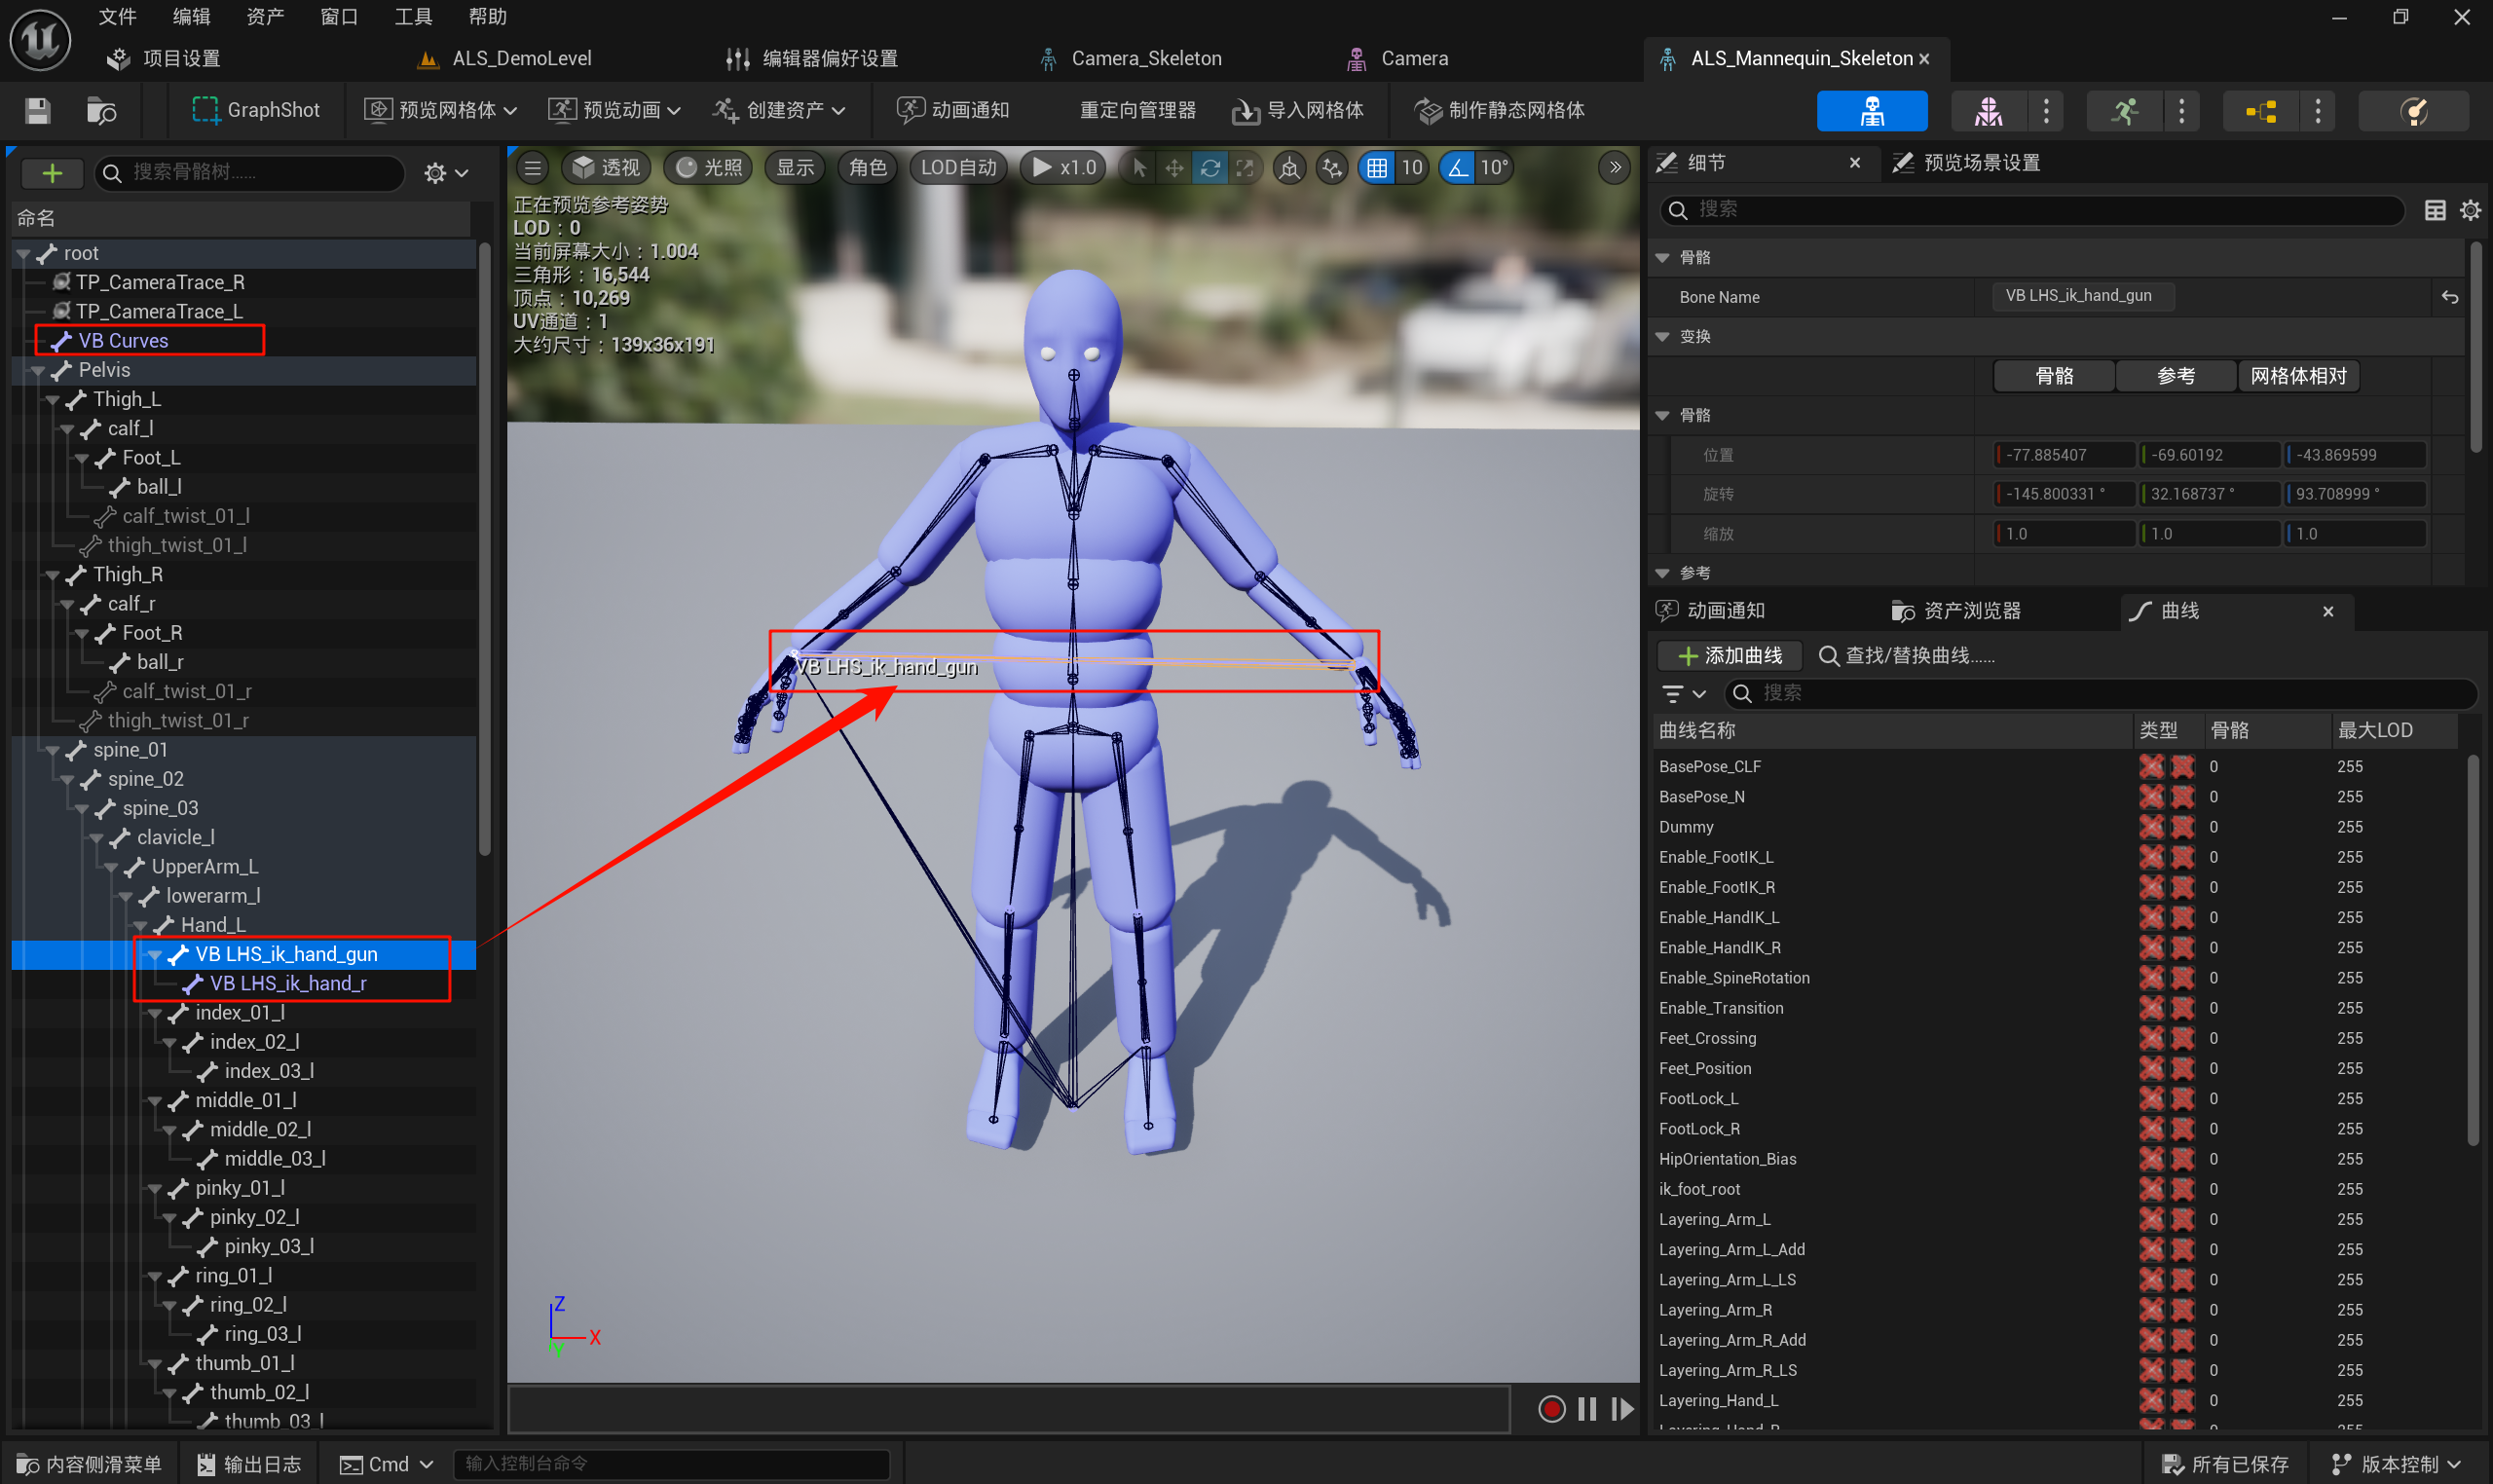 文件 编辑 资产 窗口 工具 帮助
项目设置 ALS_DemoLevel 编辑器偏好设置 Camera_Skeleton Camera ALS_Mannequin_Skeleton
GraphShot 预览网格体 预览动画 创建资产 动画通知 重定向管理器 导入网格体 制作静态网格体
搜索骨骼树......
命名
root
TP_CameraTrace_R
TP_CameraTrace_L
VB Curves
Pelvis
Thigh_L
calf_l
Foot_L
ball_l
calf_twist_01_l
thigh_twist_01_l
Thigh_R
calf_r
Foot_R
ball_r
calf_twist_01_r
thigh_twist_01_r
spine_01
spine_02
spine_03
clavicle_l
UpperArm_L
lowerarm_l
Hand_L
VB LHS_ik_hand_gun
VB LHS_ik_hand_r
index_01_l
index_02_l
index_03_l
middle_01_l
middle_02_l
middle_03_l
pinky_01_l
pinky_02_l
pinky_03_l
ring_01_l
ring_02_l
ring_03_l
thumb_01_l
thumb_02_l
thumb_03_l
透视 光照 显示 角色 LOD自动 x1.0 10 10°
正在预览参考姿势
LOD：0
当前屏幕大小：1.004
三角形：16,544
顶点：10,269
UV通道：1
大约尺寸：139x36x191
VB LHS_ik_hand_gun
Z
X
Y
细节 预览场景设置
搜索
骨骼
Bone Name VB LHS_ik_hand_gun
变换
骨骼 参考 网格体相对
骨骼
位置 -77.885407 -69.60192 -43.869599
旋转 -145.800331 ° 32.168737 ° 93.708999 °
缩放 1.0 1.0 1.0
参考
动画通知 资产浏览器 曲线
添加曲线 查找/替换曲线......
搜索
曲线名称 类型 骨骼 最大LOD
BasePose_CLF 0 255
BasePose_N 0 255
Dummy 0 255
Enable_FootIK_L 0 255
Enable_FootIK_R 0 255
Enable_HandIK_L 0 255
Enable_HandIK_R 0 255
Enable_SpineRotation 0 255
Enable_Transition 0 255
Feet_Crossing 0 255
Feet_Position 0 255
FootLock_L 0 255
FootLock_R 0 255
HipOrientation_Bias 0 255
ik_foot_root 0 255
Layering_Arm_L 0 255
Layering_Arm_L_Add 0 255
Layering_Arm_L_LS 0 255
Layering_Arm_R 0 255
Layering_Arm_R_Add 0 255
Layering_Arm_R_LS 0 255
Layering_Hand_L 0 255
内容侧滑菜单 输出日志 Cmd 输入控制台命令 所有已保存 版本控制